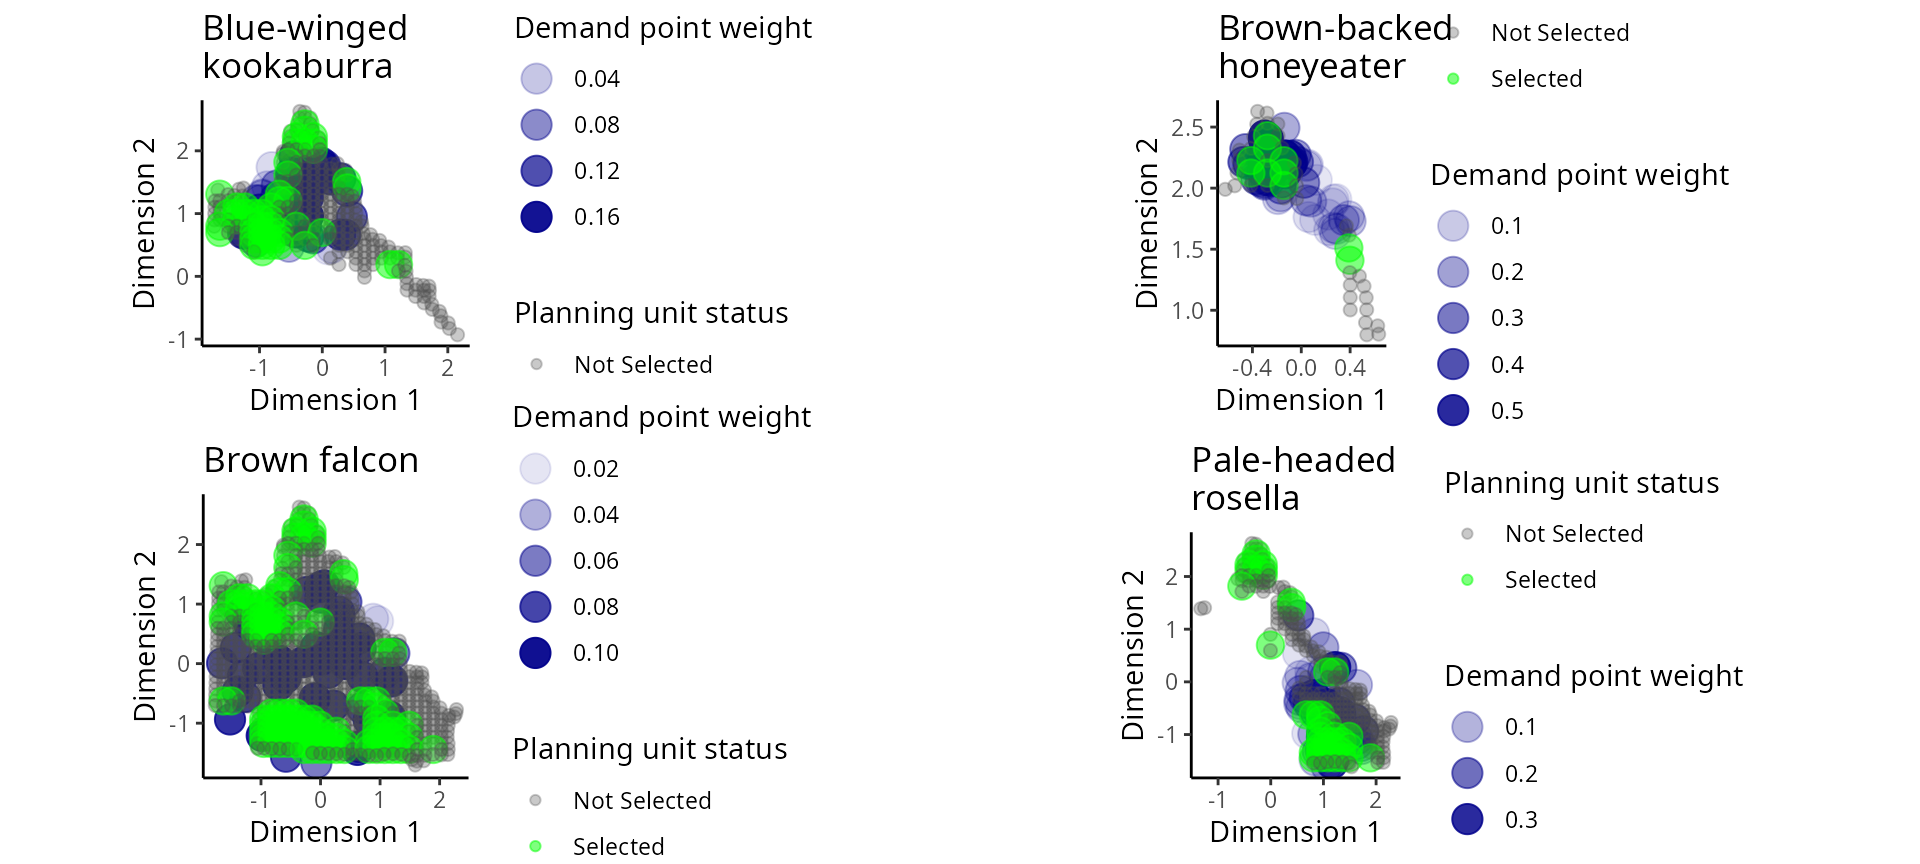 Blue-winged
kookaburra
Dimension 2
2
1
0
-1
-1 0 1 2
Dimension 1
Demand point weight
0.04
0.08
0.12
0.16
Planning unit status
Not Selected
Brown-backed
honeyeater
Dimension 2
2.5
2.0
1.5
1.0
-0.4 0.0 0.4
Dimension 1
Not Selected
Selected
Demand point weight
0.1
0.2
0.3
0.4
0.5
Brown falcon
Dimension 2
2
1
0
-1
-1 0 1 2
Dimension 1
Demand point weight
0.02
0.04
0.06
0.08
0.10
Planning unit status
Not Selected
Selected
Pale-headed
rosella
Dimension 2
2
1
0
-1
-1 0 1 2
Dimension 1
Planning unit status
Not Selected
Selected
Demand point weight
0.1
0.2
0.3